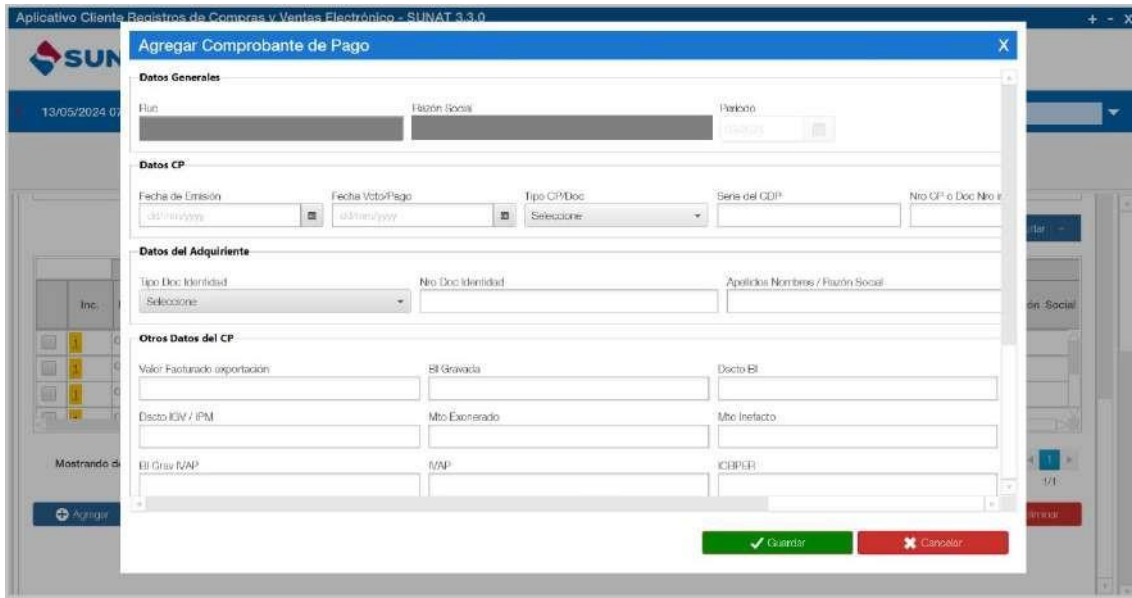 Aplicativo Cliente Registros de Compras y Ventas Electrónico - SUNAT 3.3.0
+ - X
SUN
Agregar Comprobante de Pago X
13/05/2024 07
Datos Generales
Ruc Razón Social Periodo
Datos CP
Fecha de Emisión Fecha Vcto/Pago Tipo CP/Doc Serie del CDP Nro CP o Doc Nro
dd/mm/yyyy dd/mm/yyyy Seleccione
Datos del Adquiriente
Tipo Doc Identidad Nro Doc Identidad Apellidos Nombres / Razón Social
Seleccione
Inc. Social
Otros Datos del CP
Valor Facturado exportación BI Gravada Dscto BI
1
1
1
Dscto IGV / IPM Mto Exonerado Mto Inefacto
BI Grav IVAP IVAP ICBPER
Mostrando 1
1/1
Agregar
Guardar Cancelar